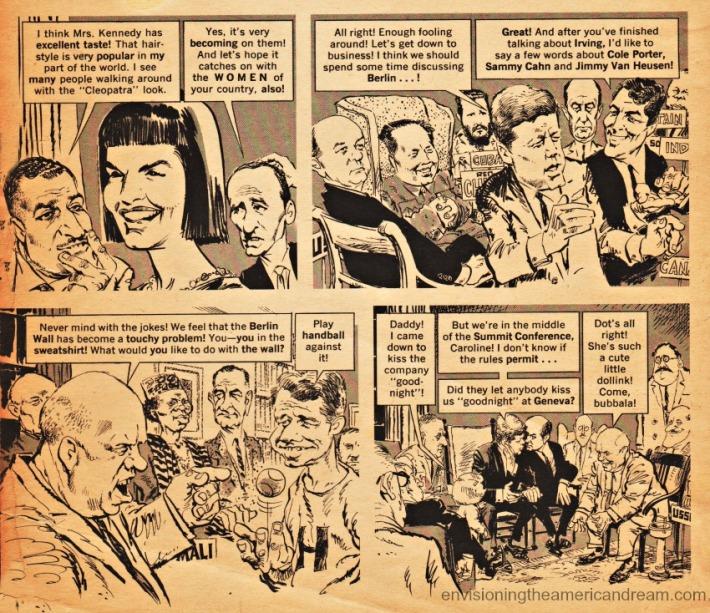 I think Mrs. Kennedy has
excellent taste! That hair-
style is very popular in my
part of the world. I see
many people walking around
with the "Cleopatra" look.
Yes, it's very
becoming on them!
And let's hope it
catches on with
the WOMEN of
your country, also!
All right! Enough fooling
around! Let's get down to
business! I think we should
spend some time discussing
Berlin . . . !
Great! And after you've finished
talking about Irving, I'd like to
say a few words about Cole Porter,
Sammy Cahn and Jimmy Van Heusen!
CUBA
IND
CAN
Never mind with the jokes! We feel that the Berlin
Wall has become a touchy problem! You—you in the
sweatshirt! What would you like to do with the wall?
Play
handball
against
it!
MALI
H
Daddy!
I came
down to
kiss the
company
"good-
night"!
But we're in the middle
of the Summit Conference,
Caroline! I don't know if
the rules permit . . .
Did they let anybody kiss
us "goodnight" at Geneva?
Dot's all
right!
She's such
a cute
little
dollink!
Come,
bubbala!
USSR
envisioningtheamericandream.com